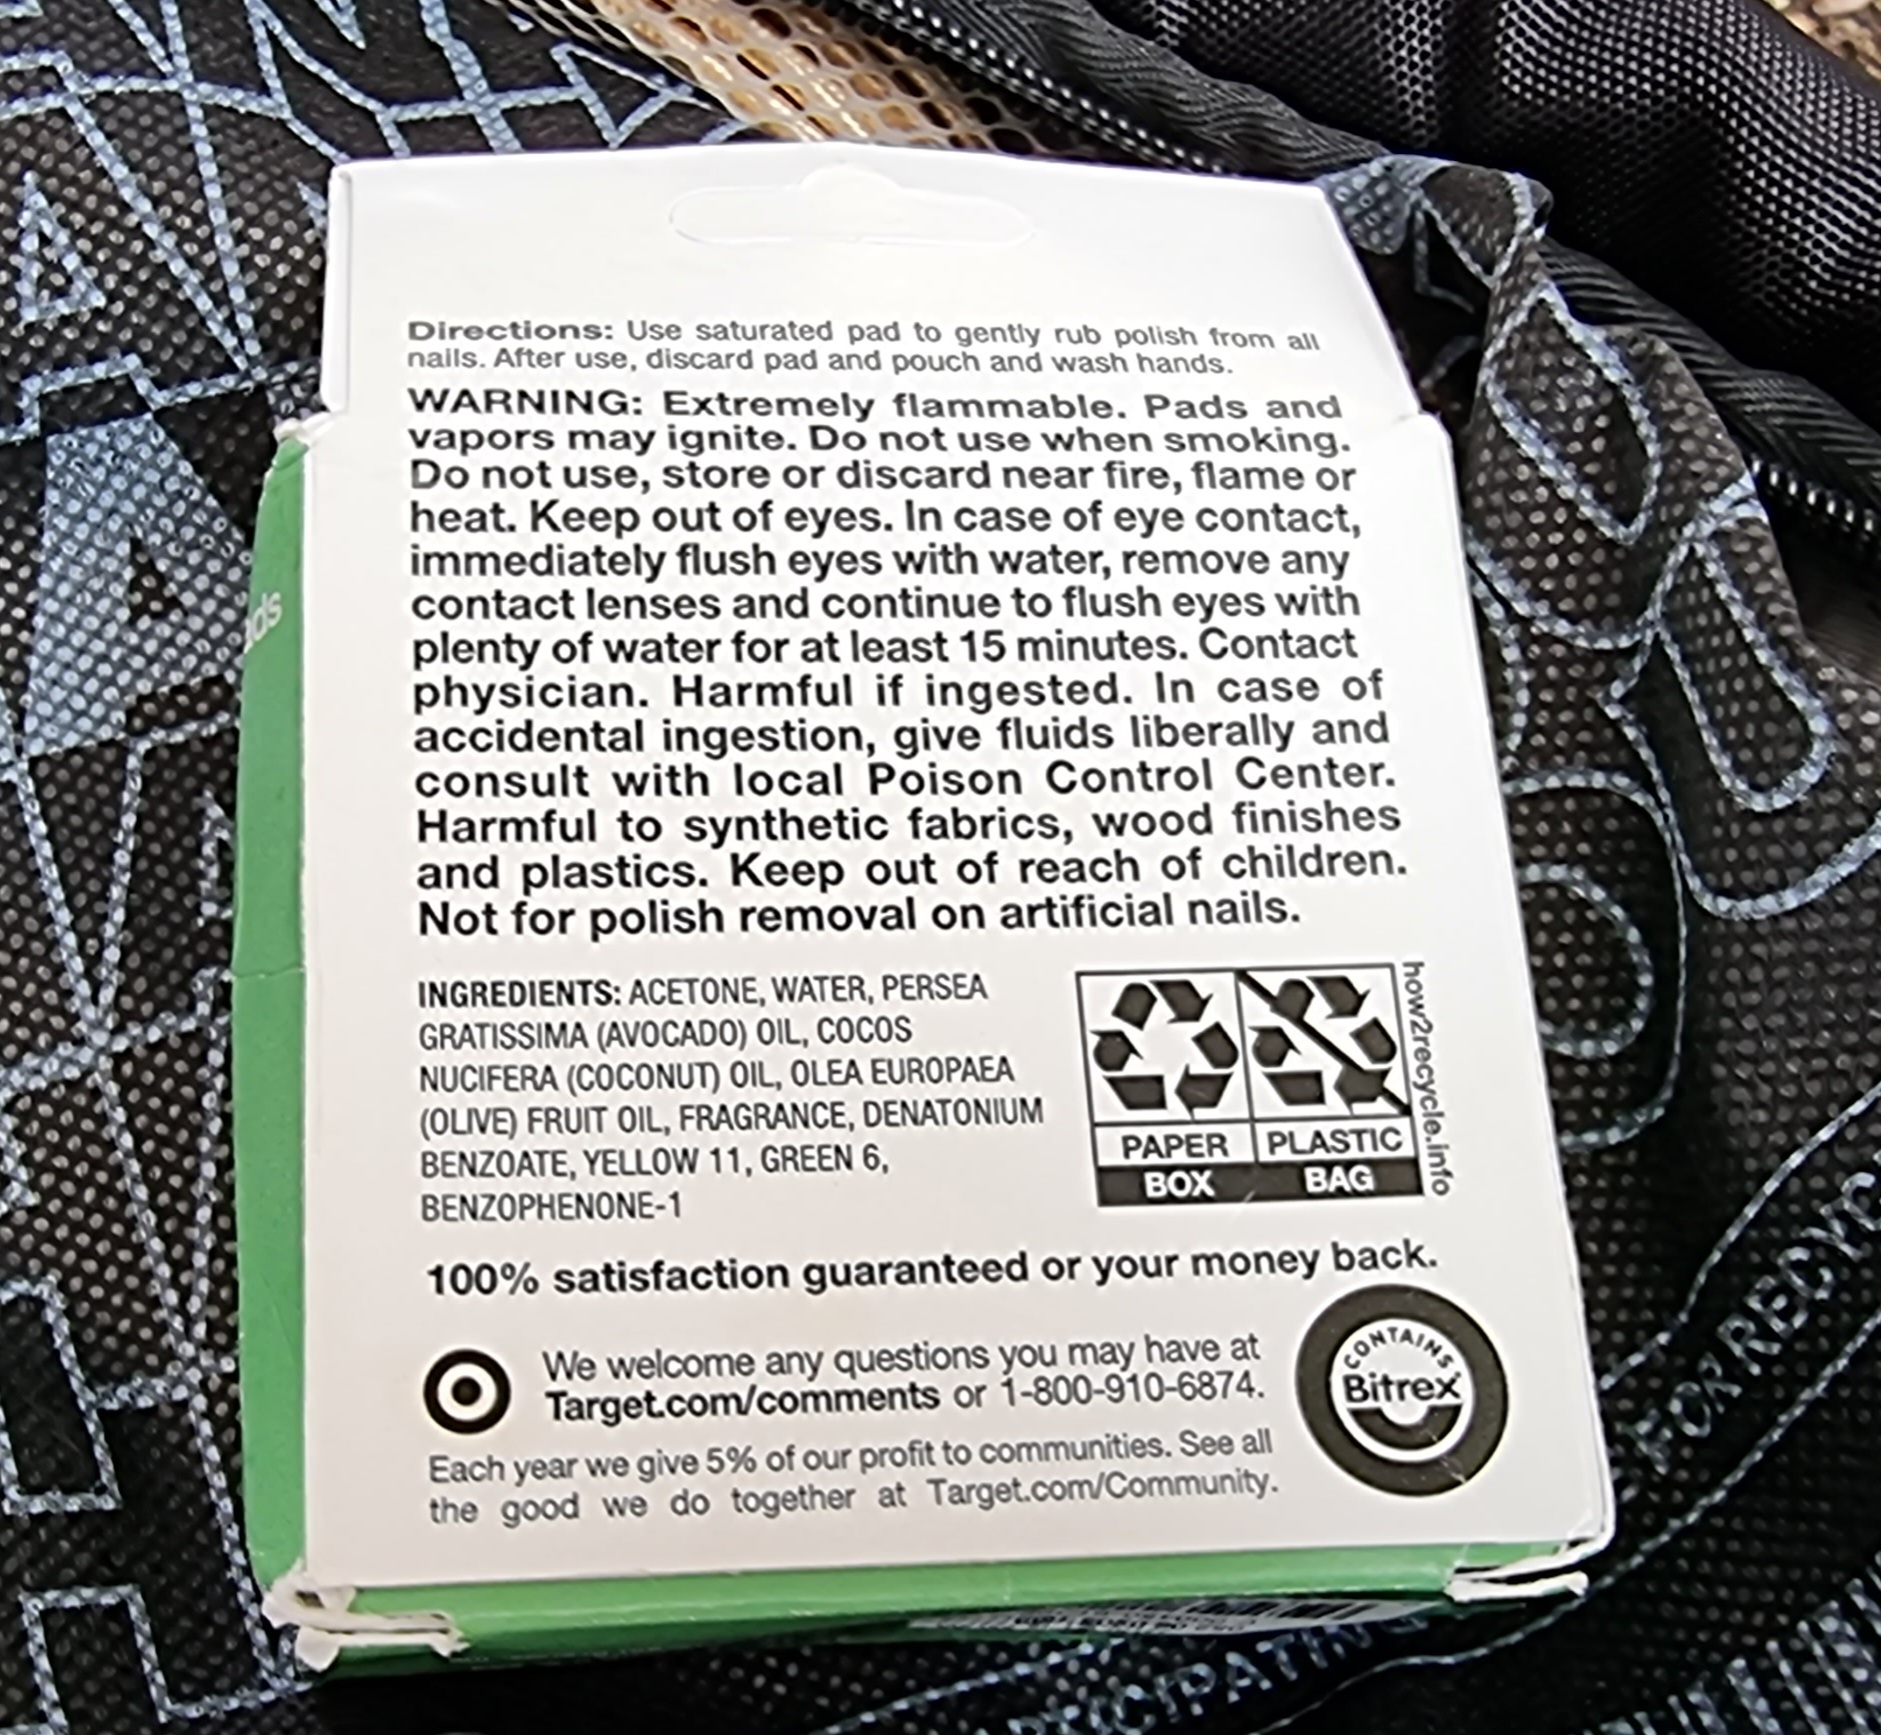 Directions: Use saturated pad to gently rub polish from all
nails. After use, discard pad and pouch and wash hands.
WARNING: Extremely flammable. Pads and
vapors may ignite. Do not use when smoking.
Do not use, store or discard near fire, flame or
heat. Keep out of eyes. In case of eye contact,
immediately flush eyes with water, remove any
contact lenses and continue to flush eyes with
plenty of water for at least 15 minutes. Contact
physician. Harmful if ingested. In case of
accidental ingestion, give fluids liberally and
consult with local Poison Control Center.
Harmful to synthetic fabrics, wood finishes
and plastics. Keep out of reach of children.
Not for polish removal on artificial nails.
INGREDIENTS: ACETONE, WATER, PERSEA
GRATISSIMA (AVOCADO) OIL, COCOS
NUCIFERA (COCONUT) OIL, OLEA EUROPAEA
(OLIVE) FRUIT OIL, FRAGRANCE, DENATONIUM
BENZOATE, YELLOW 11, GREEN 6,
BENZOPHENONE-1
PAPER PLASTIC
BOX BAG
how2recycle.info
100% satisfaction guaranteed or your money back.
We welcome any questions you may have at
Target.com/comments or 1-800-910-6874.
Each year we give 5% of our profit to communities. See all
the good we do together at Target.com/Community.
CONTAINS
Bitrex
FOR RECYC